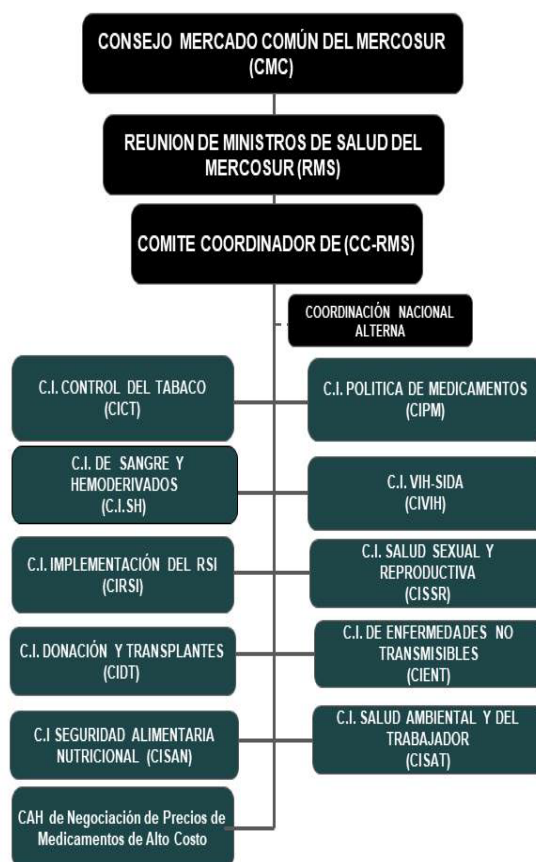 CONSEJO MERCADO COMÚN DEL MERCOSUR
(CMC)
REUNION DE MINISTROS DE SALUD DEL
MERCOSUR (RMS)
COMITE COORDINADOR DE (CC-RMS)
COORDINACIÓN NACIONAL
ALTERNA
C.I. CONTROL DEL TABACO
(CICT)
C.I. POLITICA DE MEDICAMENTOS
(CIPM)
C.I. DE SANGRE Y
HEMODERIVADOS
(C.I.SH)
C.I. VIH-SIDA
(CIVIH)
C.I. IMPLEMENTACIÓN DEL RSI
(CIRSI)
C.I. SALUD SEXUAL Y
REPRODUCTIVA
(CISSR)
C.I. DONACIÓN Y TRANSPLANTES
(CIDT)
C.I. DE ENFERMEDADES NO
TRANSMISIBLES
(CIENT)
C.I SEGURIDAD ALIMENTARIA
NUTRICIONAL (CISAN)
C.I. SALUD AMBIENTAL Y DEL
TRABAJADOR
(CISAT)
CAH de Negociación de Precios de
Medicamentos de Alto Costo